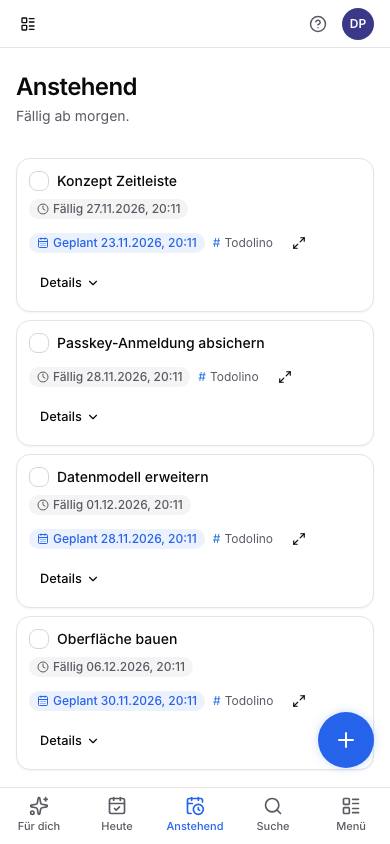 DP
Anstehend
Fällig ab morgen.
Konzept Zeitleiste
Fällig 27.11.2026, 20:11
Geplant 23.11.2026, 20:11 # Todolino
Details
Passkey-Anmeldung absichern
Fällig 28.11.2026, 20:11 # Todolino
Details
Datenmodell erweitern
Fällig 01.12.2026, 20:11
Geplant 28.11.2026, 20:11 # Todolino
Details
Oberfläche bauen
Fällig 06.12.2026, 20:11
Geplant 30.11.2026, 20:11 # Todolino
Details
Für dich Heute Anstehend Suche Menü